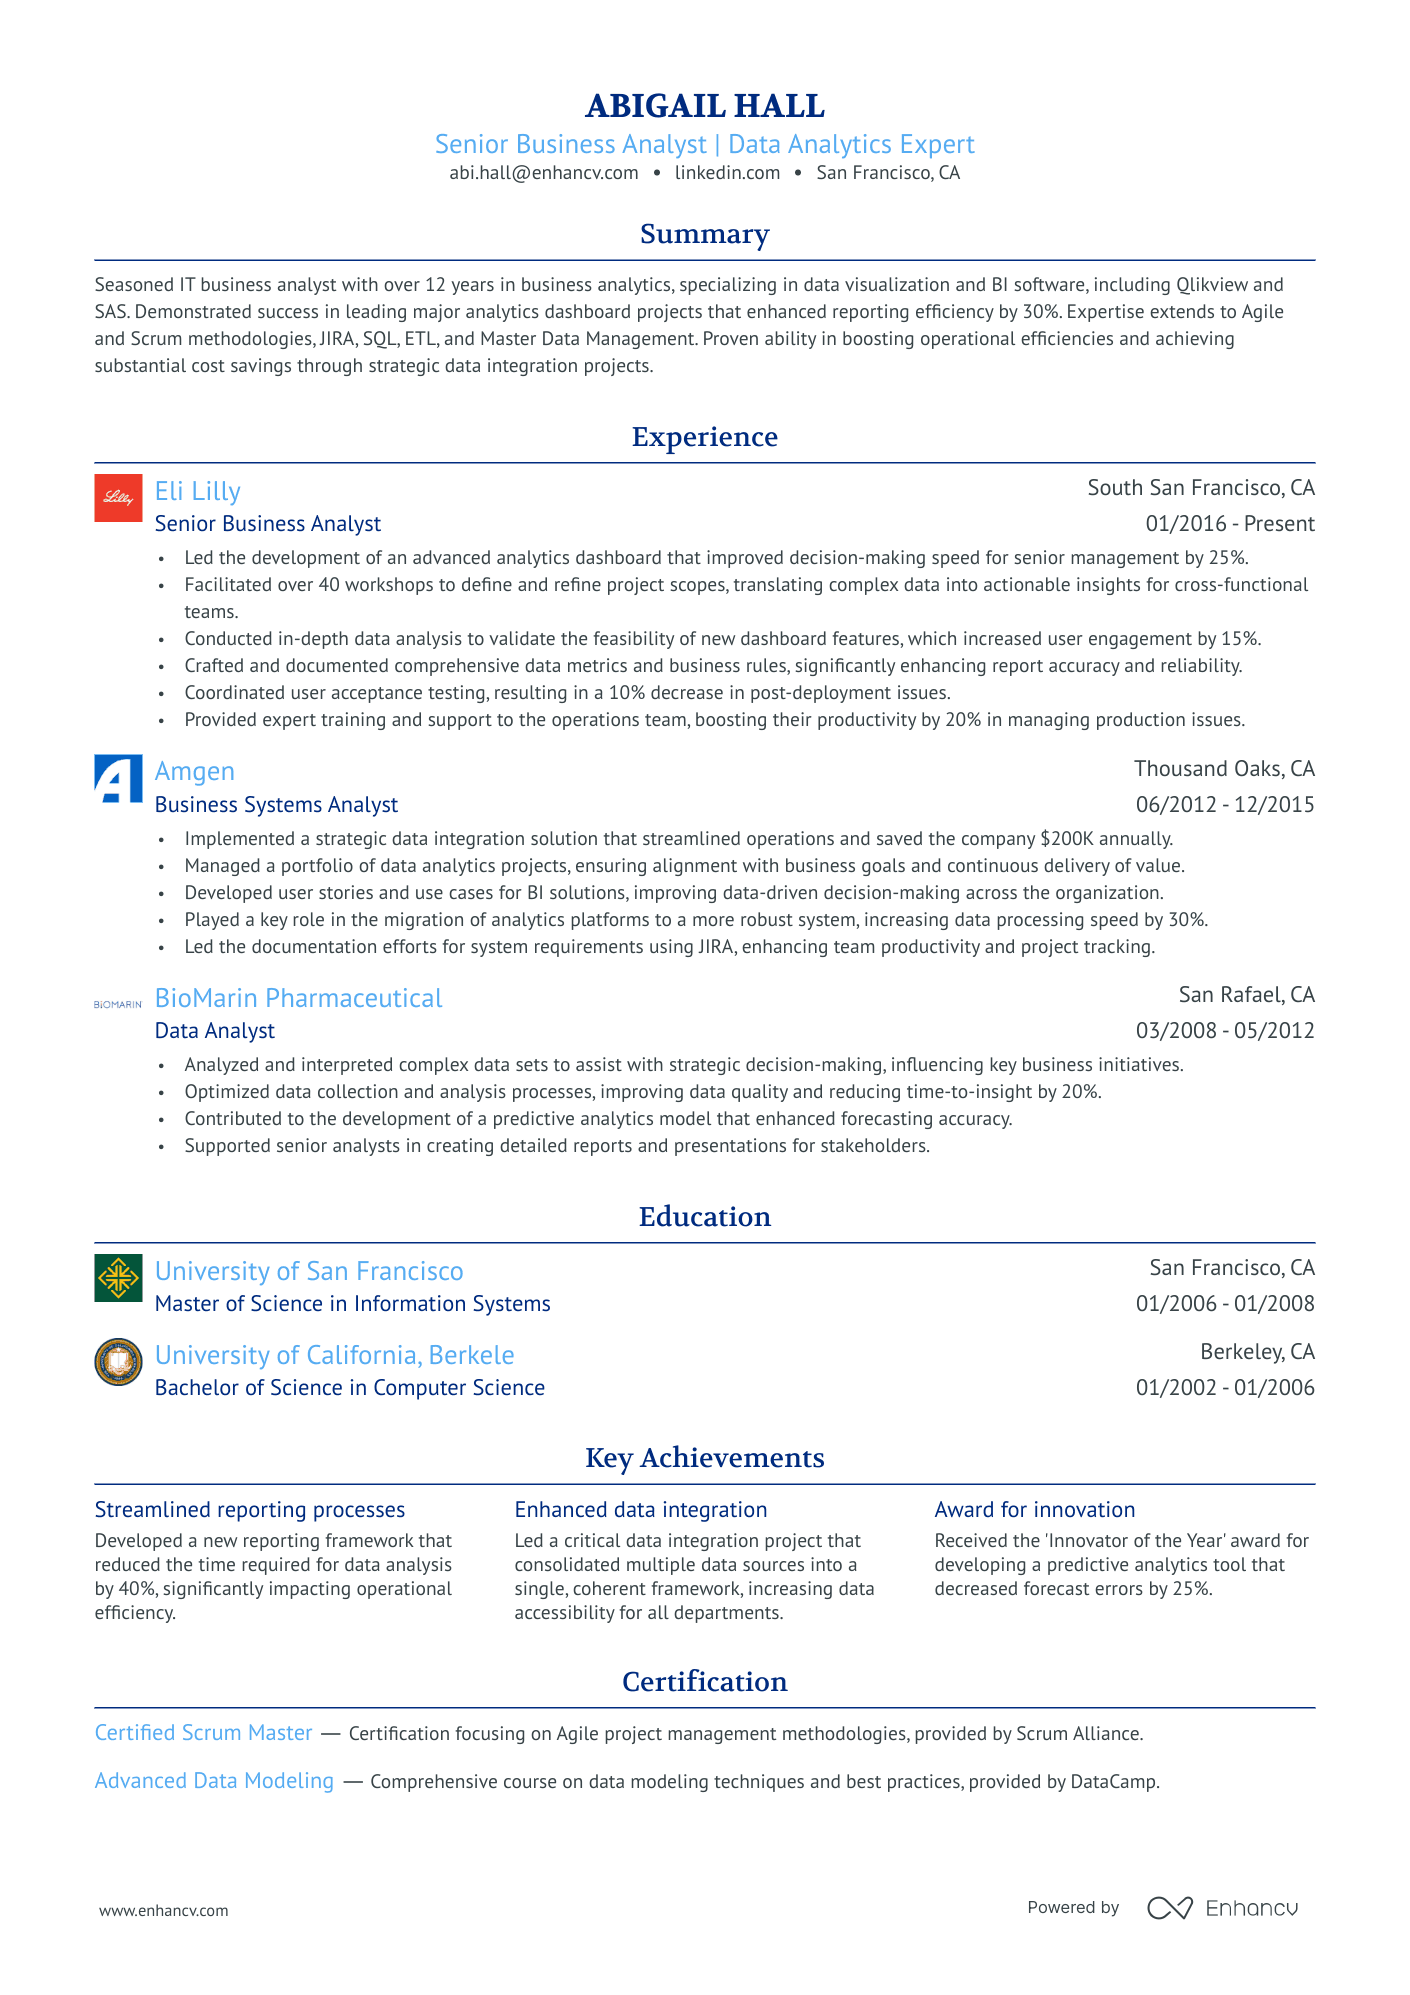 ABIGAIL HALL
Senior Business Analyst | Data Analytics Expert
abi.hall@enhancv.com • linkedin.com • San Francisco, CA
Summary
Seasoned IT business analyst with over 12 years in business analytics, specializing in data visualization and BI software, including Qlikview and
SAS. Demonstrated success in leading major analytics dashboard projects that enhanced reporting efficiency by 30%. Expertise extends to Agile
and Scrum methodologies, JIRA, SQL, ETL, and Master Data Management. Proven ability in boosting operational efficiencies and achieving
substantial cost savings through strategic data integration projects.
Experience
Lilly
Eli Lilly South San Francisco, CA
Senior Business Analyst 01/2016 - Present
• Led the development of an advanced analytics dashboard that improved decision-making speed for senior management by 25%.
• Facilitated over 40 workshops to define and refine project scopes, translating complex data into actionable insights for cross-functional
teams.
• Conducted in-depth data analysis to validate the feasibility of new dashboard features, which increased user engagement by 15%.
• Crafted and documented comprehensive data metrics and business rules, significantly enhancing report accuracy and reliability.
• Coordinated user acceptance testing, resulting in a 10% decrease in post-deployment issues.
• Provided expert training and support to the operations team, boosting their productivity by 20% in managing production issues.
Amgen Thousand Oaks, CA
Business Systems Analyst 06/2012 - 12/2015
• Implemented a strategic data integration solution that streamlined operations and saved the company $200K annually.
• Managed a portfolio of data analytics projects, ensuring alignment with business goals and continuous delivery of value.
• Developed user stories and use cases for BI solutions, improving data-driven decision-making across the organization.
• Played a key role in the migration of analytics platforms to a more robust system, increasing data processing speed by 30%.
• Led the documentation efforts for system requirements using JIRA, enhancing team productivity and project tracking.
BIOMARIN
BioMarin Pharmaceutical San Rafael, CA
Data Analyst 03/2008 - 05/2012
• Analyzed and interpreted complex data sets to assist with strategic decision-making, influencing key business initiatives.
• Optimized data collection and analysis processes, improving data quality and reducing time-to-insight by 20%.
• Contributed to the development of a predictive analytics model that enhanced forecasting accuracy.
• Supported senior analysts in creating detailed reports and presentations for stakeholders.
Education
University of San Francisco San Francisco, CA
Master of Science in Information Systems 01/2006 - 01/2008
University of California, Berkele Berkeley, CA
Bachelor of Science in Computer Science 01/2002 - 01/2006
Key Achievements
Streamlined reporting processes
Developed a new reporting framework that
reduced the time required for data analysis
by 40%, significantly impacting operational
efficiency.
Enhanced data integration
Led a critical data integration project that
consolidated multiple data sources into a
single, coherent framework, increasing data
accessibility for all departments.
Award for innovation
Received the 'Innovator of the Year' award for
developing a predictive analytics tool that
decreased forecast errors by 25%.
Certification
Certified Scrum Master — Certification focusing on Agile project management methodologies, provided by Scrum Alliance.
Advanced Data Modeling — Comprehensive course on data modeling techniques and best practices, provided by DataCamp.
www.enhancv.com Powered by Enhancv